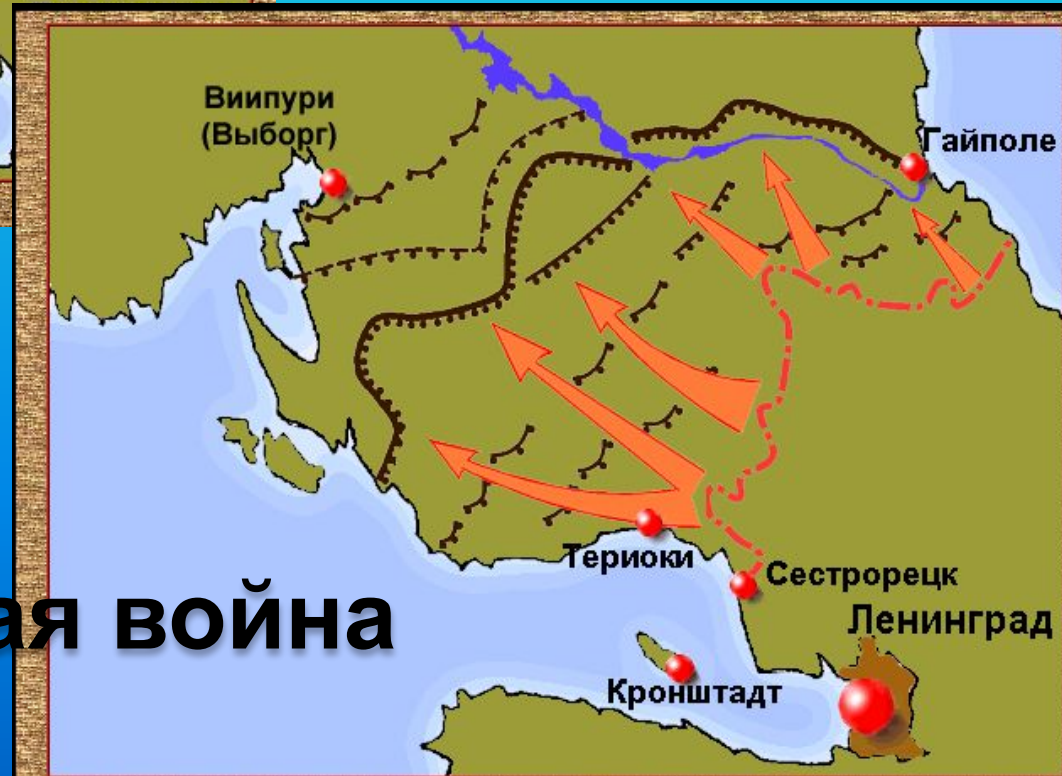 Виипури
(Выборг)
Гайполе
Териоки
Сестрорецк
Ленинград
Кронштадт
ая война